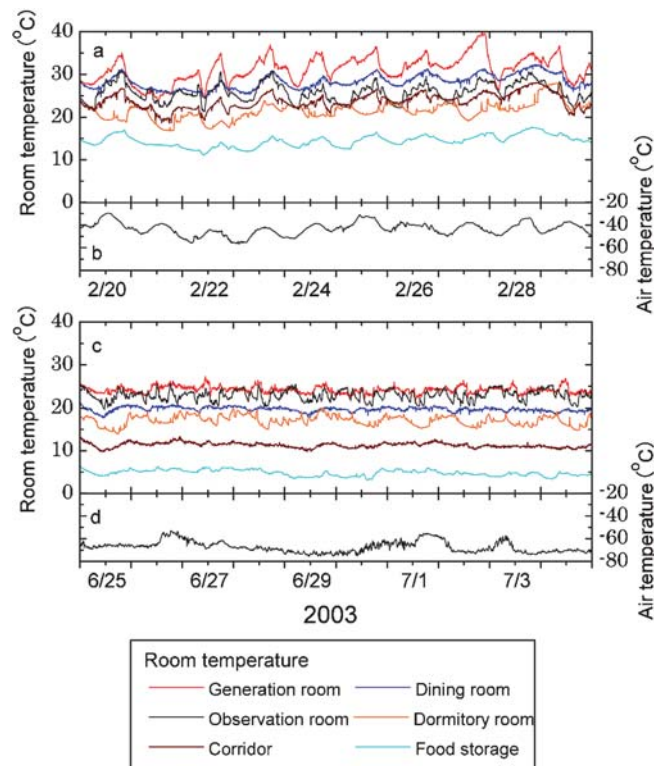 Room temperature (°C)
40
30
20
10
0
a
b
-20
-40
-60
-80
Air temperature (°C)
2/20 2/22 2/24 2/26 2/28
Room temperature (°C)
40
30
20
10
0
c
d
-20
-40
-60
-80
Air temperature (°C)
6/25 6/27 6/29 7/1 7/3
2003
Room temperature
Generation room Dining room
Observation room Dormitory room
Corridor Food storage